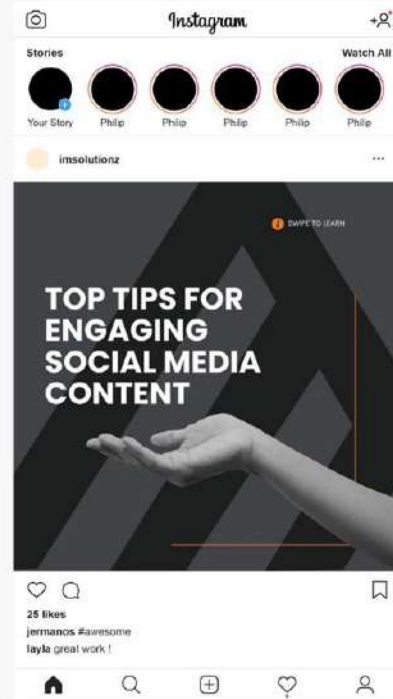 Instagram
Stories
Watch All
Your Story
Philip
Philip
Philip
Philip
Philip
imsolutionz
SWIPE TO LEARN
TOP TIPS FOR
ENGAGING
SOCIAL MEDIA
CONTENT
25 likes
jermanos #awesome
layla great work !